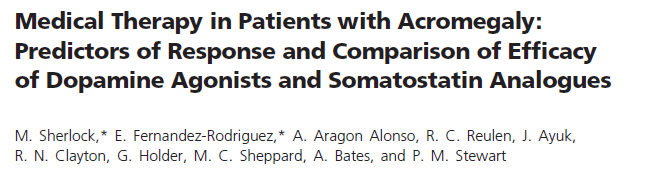 Medical Therapy in Patients with Acromegaly:
Predictors of Response and Comparison of Efficacy
of Dopamine Agonists and Somatostatin Analogues
M. Sherlock,* E. Fernandez-Rodriguez,* A. Aragon Alonso, R. C. Reulen, J. Ayuk,
R. N. Clayton, G. Holder, M. C. Sheppard, A. Bates, and P. M. Stewart